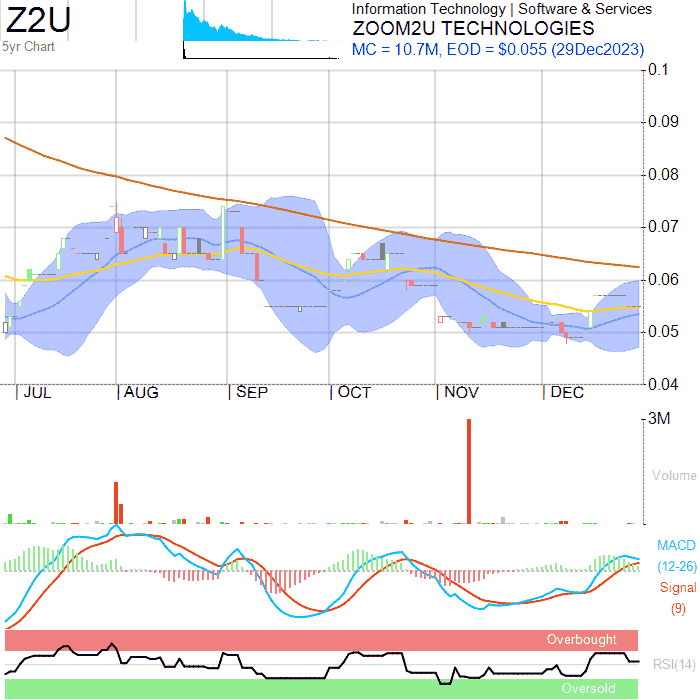 Z2U
5yr Chart
Information Technology | Software & Services
ZOOM2U TECHNOLOGIES
MC = 10.7M, EOD = $0.055 (29Dec2023)
0.1
0.09
0.08
0.07
0.06
0.05
0.04
| JUL | AUG | SEP | OCT | NOV | DEC
3M
Volume
MACD
(12-26)
Signal
(9)
Overbought
RSI(14)
Oversold